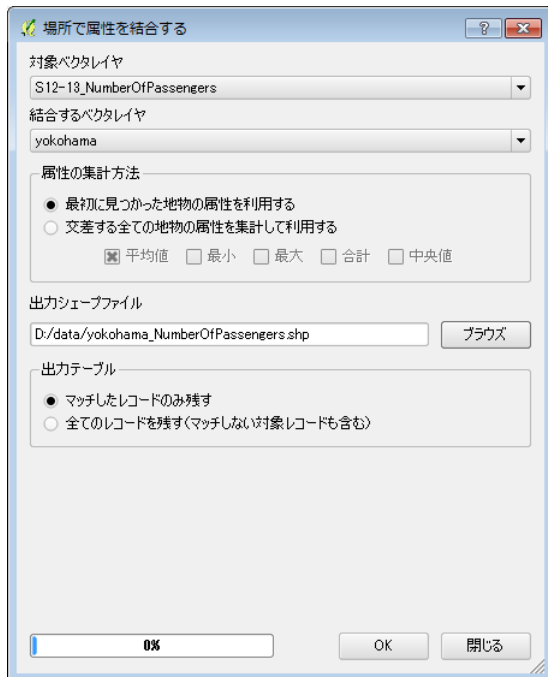 場所で属性を結合する
対象ベクタレイヤ
S12-13_NumberOfPassengers
結合するベクタレイヤ
yokohama
属性の集計方法
最初に見つかった地物の属性を利用する
交差する全ての地物の属性を集計して利用する
平均値 最小 最大 合計 中央値
出力シェープファイル
D:/data/yokohama_NumberOfPassengers.shp ブラウズ
出力テーブル
マッチしたレコードのみ残す
全てのレコードを残す(マッチしない対象レコードも含む)
0% OK 閉じる